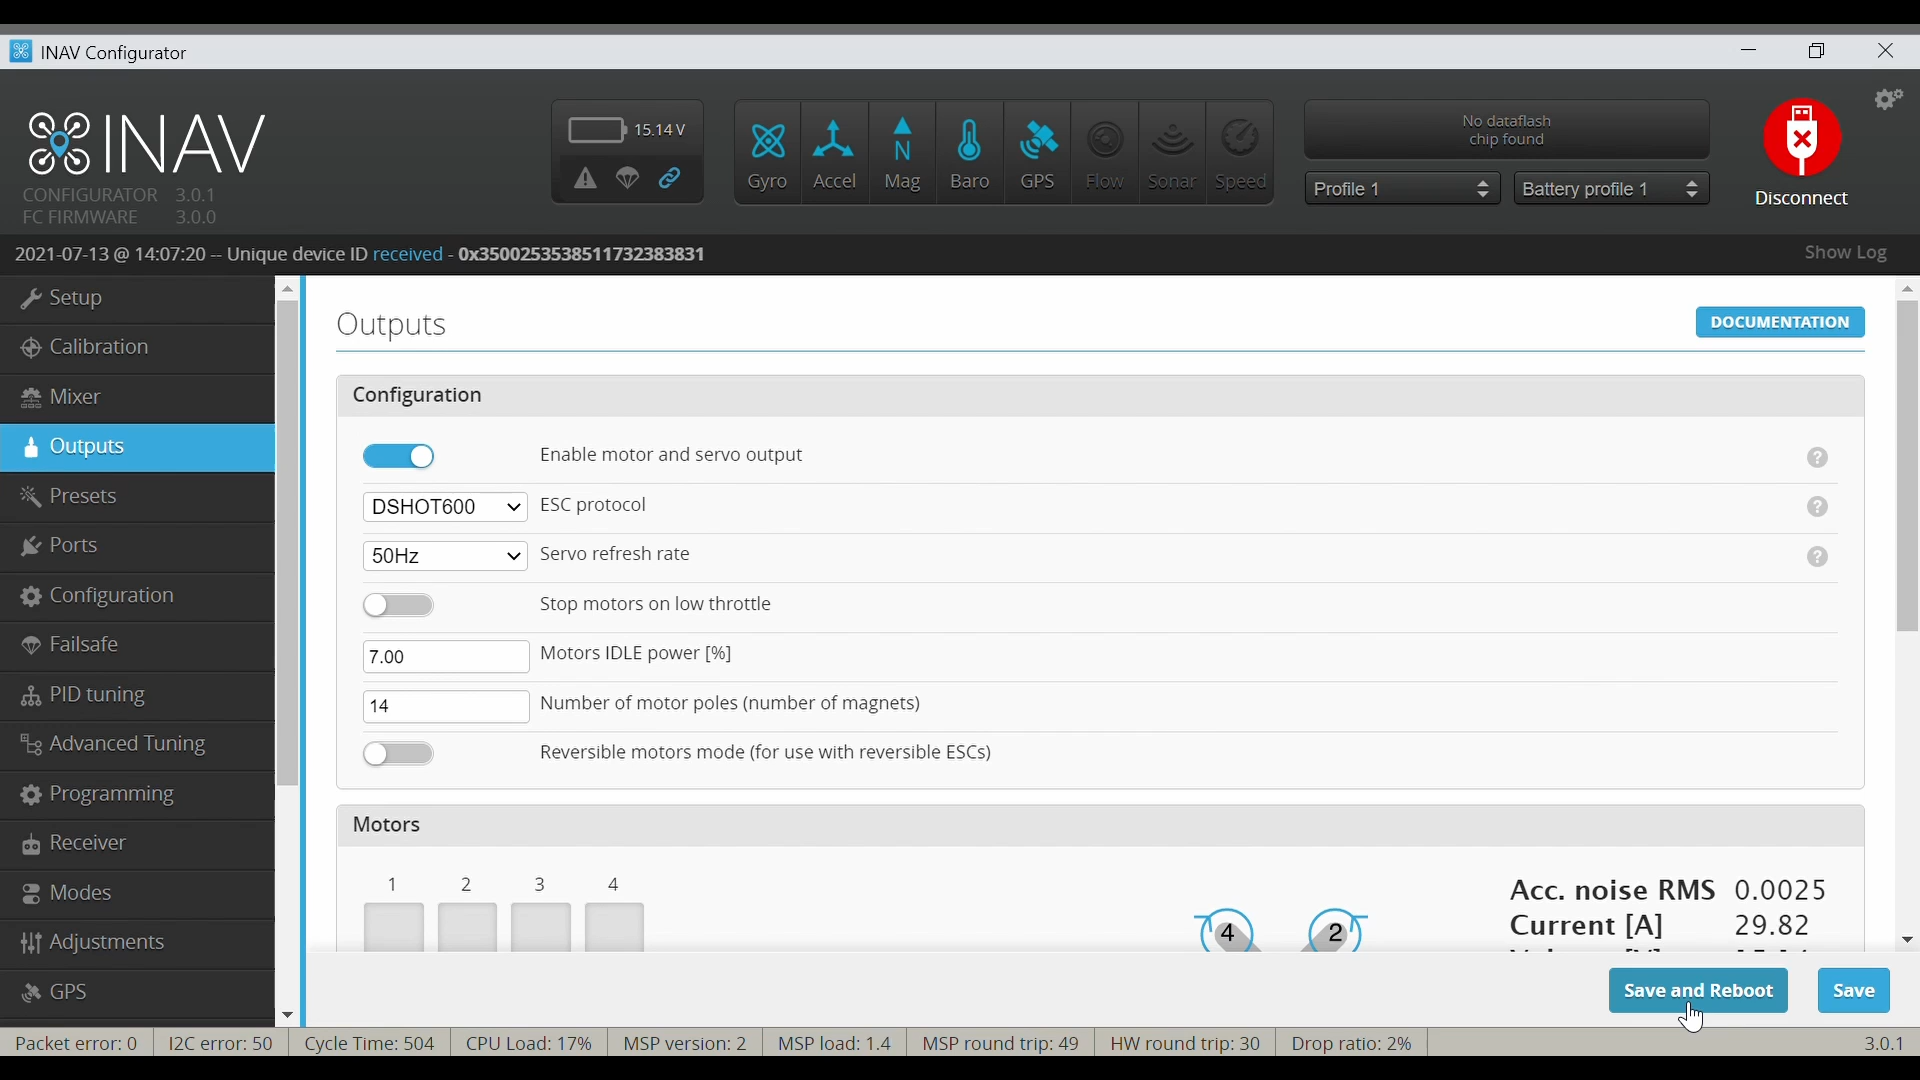 INAV Configurator
INAV
CONFIGURATOR 3.0.1
FC FIRMWARE 3.0.0
15.14 V
Gyro
Accel
N
Mag
Baro
GPS
Flow
Sonar
Speed
No dataflash
chip found
Profile 1
Battery profile 1
Disconnect
2021-07-13 @ 14:07:20 -- Unique device ID received - 0x3500253538511732383831
Show Log
Setup
Calibration
Mixer
Outputs
Presets
Ports
Configuration
Failsafe
PID tuning
Advanced Tuning
Programming
Receiver
Modes
Adjustments
GPS
Outputs
DOCUMENTATION
Configuration
Enable motor and servo output ?
DSHOT600 ESC protocol ?
50Hz Servo refresh rate ?
Stop motors on low throttle
7.00 Motors IDLE power [%]
14 Number of motor poles (number of magnets)
Reversible motors mode (for use with reversible ESCs)
Motors
1 2 3 4
4 2
Acc. noise RMS 0.0025
Current [A] 29.82
Save and Reboot
Save
Packet error: 0 I2C error: 50 Cycle Time: 504 CPU Load: 17% MSP version: 2 MSP load: 1.4 MSP round trip: 49 HW round trip: 30 Drop ratio: 2% 3.0.1